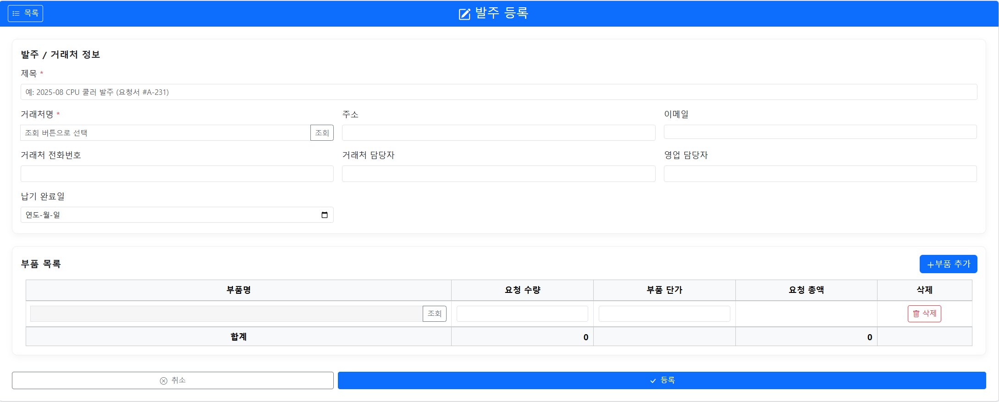 목록
발주 등록
발주 / 거래처 정보
제목 *
예: 2025-08 CPU 쿨러 발주 (요청서 #A-231)
거래처명 * 주소 이메일
조회 버튼으로 선택 조회
거래처 전화번호 거래처 담당자 영업 담당자
납기 완료일
연도-월-일
부품 목록
+부품 추가
부품명 요청 수량 부품 단가 요청 총액 삭제
조회 삭제
합계 0 0
취소 등록